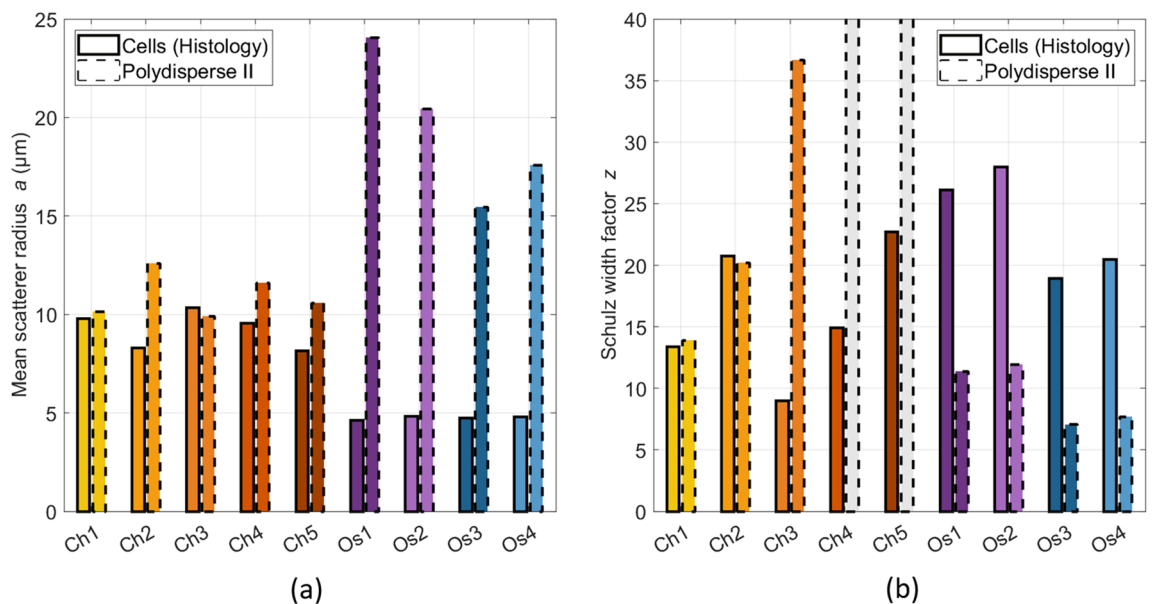 Mean scatterer radius a (μm)
25
20
15
10
5
0
Cells (Histology)
Polydisperse II
Ch1 Ch2 Ch3 Ch4 Ch5 Os1 Os2 Os3 Os4
(a)
Schulz width factor z
40
35
30
25
20
15
10
5
0
Cells (Histology)
Polydisperse II
Ch1 Ch2 Ch3 Ch4 Ch5 Os1 Os2 Os3 Os4
(b)